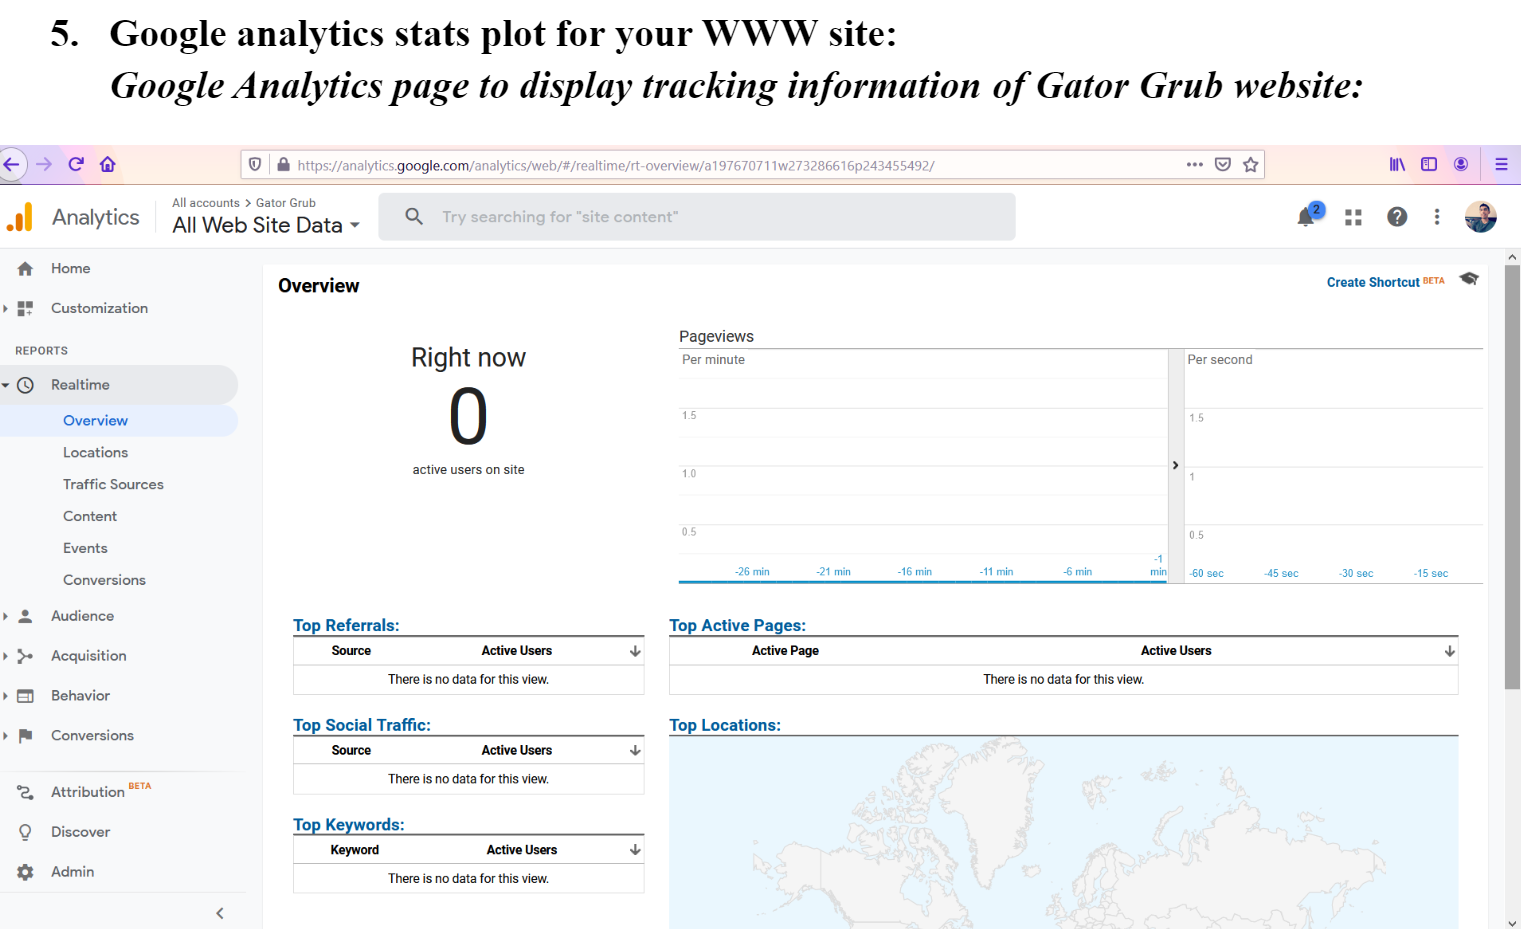 5. Google analytics stats plot for your WWW site:
Google Analytics page to display tracking information of Gator Grub website:
https://analytics.google.com/analytics/web/#/realtime/rt-overview/a197670711w273286616p243455492/
Analytics
All accounts > Gator Grub
All Web Site Data
Try searching for "site content"
2
Home
Customization
REPORTS
Realtime
Overview
Locations
Traffic Sources
Content
Events
Conversions
Audience
Acquisition
Behavior
Conversions
Attribution BETA
Discover
Admin
Overview
Create Shortcut BETA
Right now
0
active users on site
Pageviews
Per minute
1.5
1.0
0.5
-26 min -21 min -16 min -11 min -6 min -1 min
Per second
1.5
1
0.5
-60 sec -45 sec -30 sec -15 sec
Top Referrals:
Source Active Users
There is no data for this view.
Top Active Pages:
Active Page Active Users
There is no data for this view.
Top Social Traffic:
Source Active Users
There is no data for this view.
Top Locations:
Top Keywords:
Keyword Active Users
There is no data for this view.